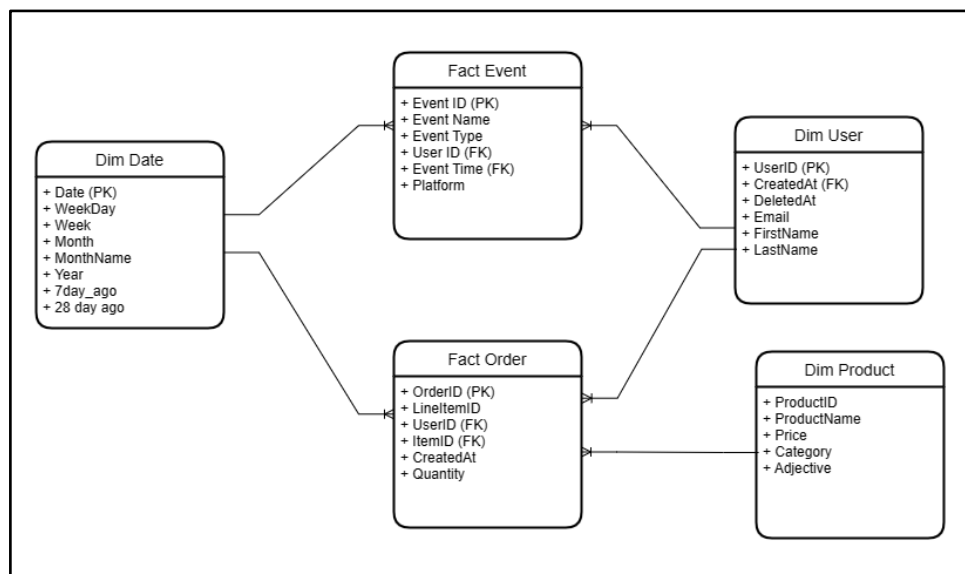 Fact Event
+ Event ID (PK)
+ Event Name
+ Event Type
+ User ID (FK)
+ Event Time (FK)
+ Platform
Dim Date
+ Date (PK)
+ WeekDay
+ Week
+ Month
+ MonthName
+ Year
+ 7day_ago
+ 28 day ago
Dim User
+ UserID (PK)
+ CreatedAt (FK)
+ DeletedAt
+ Email
+ FirstName
+ LastName
Fact Order
+ OrderID (PK)
+ LineItemID
+ UserID (FK)
+ ItemID (FK)
+ CreatedAt
+ Quantity
Dim Product
+ ProductID
+ ProductName
+ Price
+ Category
+ Adjective